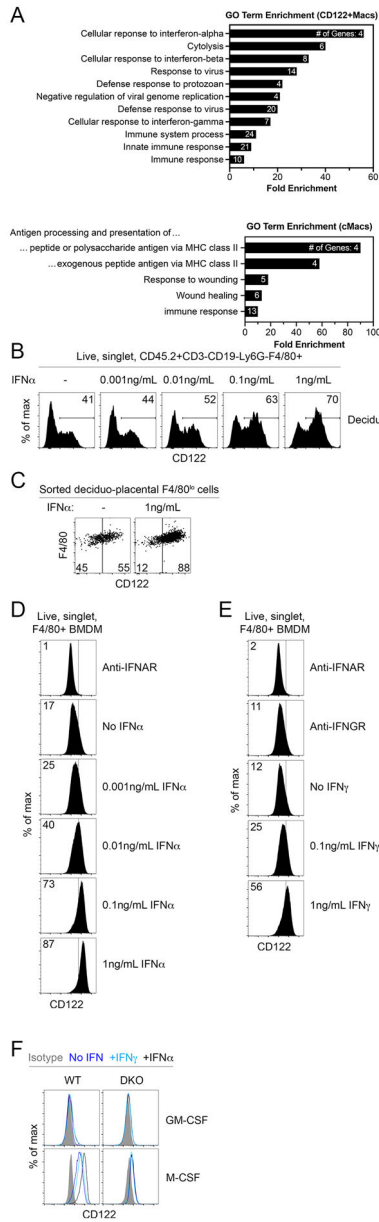 A
GO Term Enrichment (CD122+Macs)
Cellular reponse to interferon-alpha
# of Genes: 4
Cytolysis
6
Cellular response to interferon-beta
8
Response to virus
14
Defense response to protozoan
4
Negative regulation of viral genome replication
4
Defense response to virus
20
Cellular response to interferon-gamma
7
Immune system process
24
Innate immune response
21
Immune response
10
0 20 40 60
Fold Enrichment
GO Term Enrichment (cMacs)
Antigen processing and presentation of ...
... peptide or polysaccharide antigen via MHC class II
# of Genes: 4
...exogenous peptide antigen via MHC class II
4
Response to wounding
5
Wound healing
6
immune response
10
0 20 40 60 80 100
Fold Enrichment
B
Live, singlet, CD45.2+CD3-CD19-Ly6G-F4/80+
IFNα - 0.001ng/mL 0.01ng/mL 0.1ng/mL 1ng/mL
41 44 52 63 70
% of max
Decidu
CD122
C
Sorted deciduo-placental F4/80lo cells
IFNα: - 1ng/mL
F4/80
45 55 12 88
CD122
D
Live, singlet,
F4/80+ BMDM
1
Anti-IFNAR
17
No IFNα
25
0.001ng/mL IFNα
40
0.01ng/mL IFNα
73
0.1ng/mL IFNα
87
1ng/mL IFNα
% of max
CD122
E
Live, singlet,
F4/80+ BMDM
2
Anti-IFNAR
11
Anti-IFNGR
12
No IFNγ
25
0.1ng/mL IFNγ
56
1ng/mL IFNγ
% of max
CD122
F
Isotype No IFN +IFNγ +IFNα
WT DKO
GM-CSF
M-CSF
% of max
CD122